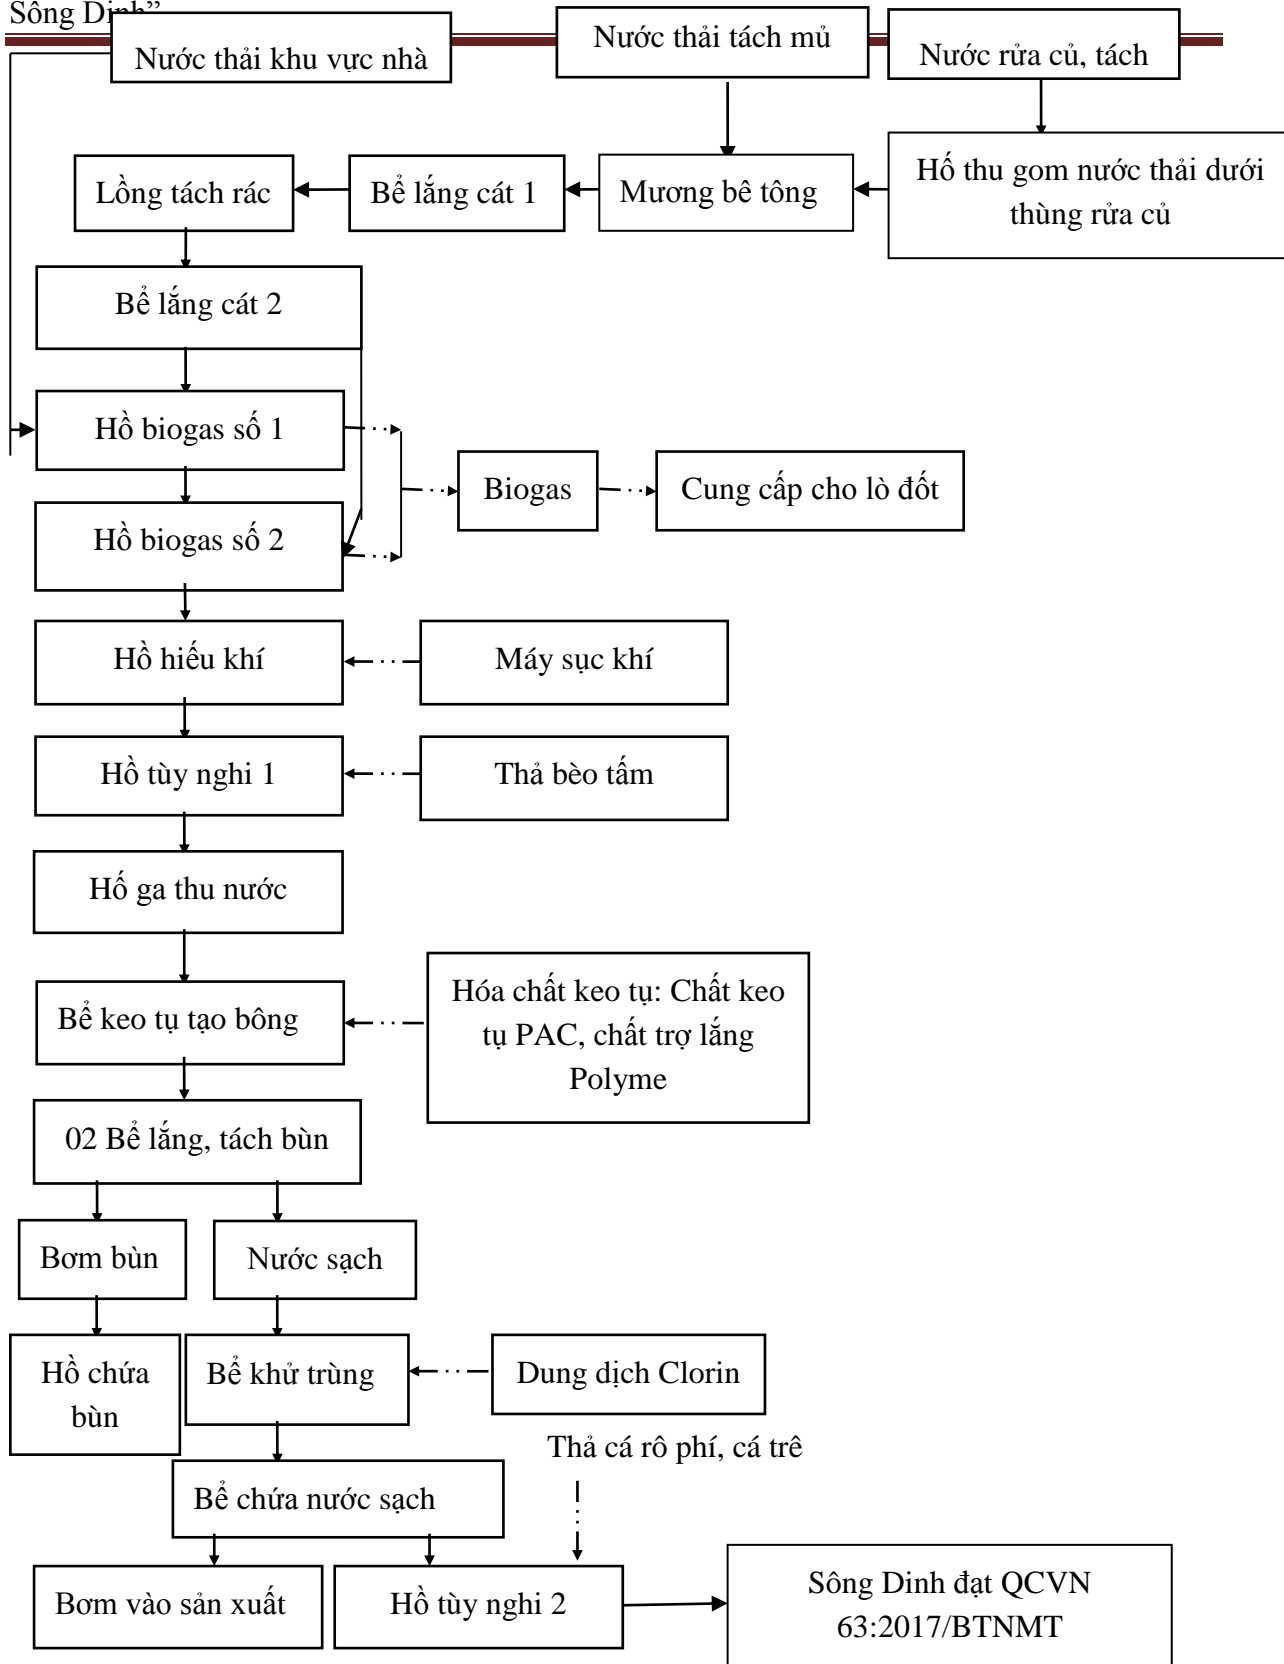 Sông Dinh”
Nước thải khu vực nhà
Nước thải tách mủ
Nước rửa củ, tách
Lồng tách rác
Bể lắng cát 1
Mương bê tông
Hố thu gom nước thải dưới
thùng rửa củ
Bể lắng cát 2
Hồ biogas số 1
Biogas
Cung cấp cho lò đốt
Hồ biogas số 2
Hồ hiếu khí
Máy sục khí
Hồ tùy nghi 1
Thả bèo tấm
Hố ga thu nước
Bể keo tụ tạo bông
Hóa chất keo tụ: Chất keo
tụ PAC, chất trợ lắng
Polyme
02 Bể lắng, tách bùn
Bơm bùn
Nước sạch
Hồ chứa
bùn
Bể khử trùng
Dung dịch Clorin
Thả cá rô phí, cá trê
Bể chứa nước sạch
Bơm vào sản xuất
Hồ tùy nghi 2
Sông Dinh đạt QCVN
63:2017/BTNMT